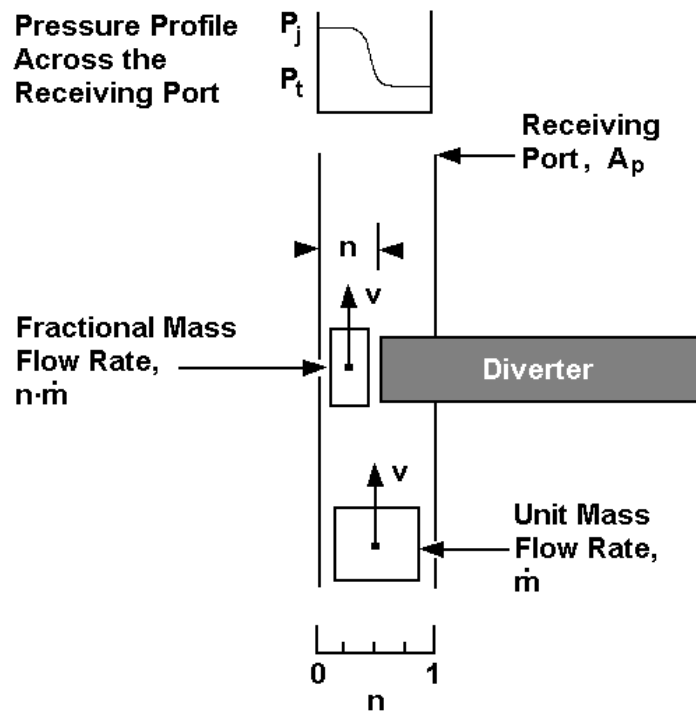 Pressure Profile
Across the
Receiving Port
Pj
Pt
Receiving
Port, Ap
n
v
Fractional Mass
Flow Rate,
n·ṁ
Diverter
v
Unit Mass
Flow Rate,
ṁ
0 1
n